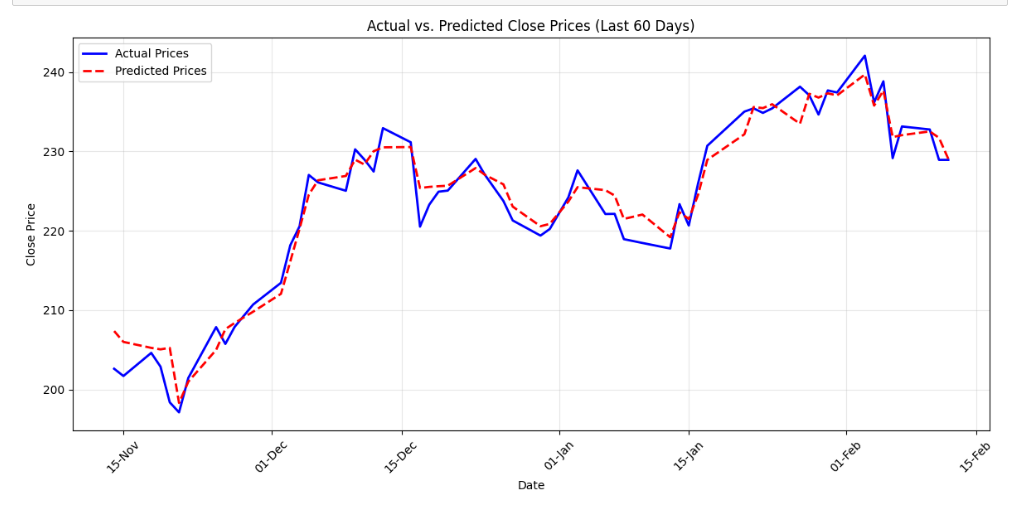 Actual vs. Predicted Close Prices (Last 60 Days)
Actual Prices
Predicted Prices
240
230
220
210
200
Close Price
15-Nov
01-Dec
15-Dec
01-Jan
15-Jan
01-Feb
15-Feb
Date